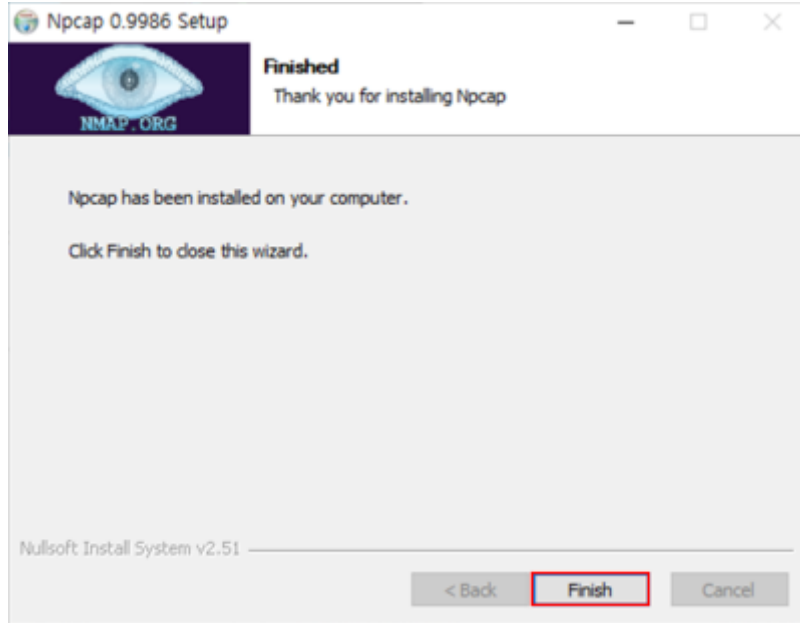 Npcap 0.9986 Setup
Finished
Thank you for installing Npcap
NMAP.ORG
Npcap has been installed on your computer.
Click Finish to close this wizard.
Nullsoft Install System v2.51
< Back
Finish
Cancel